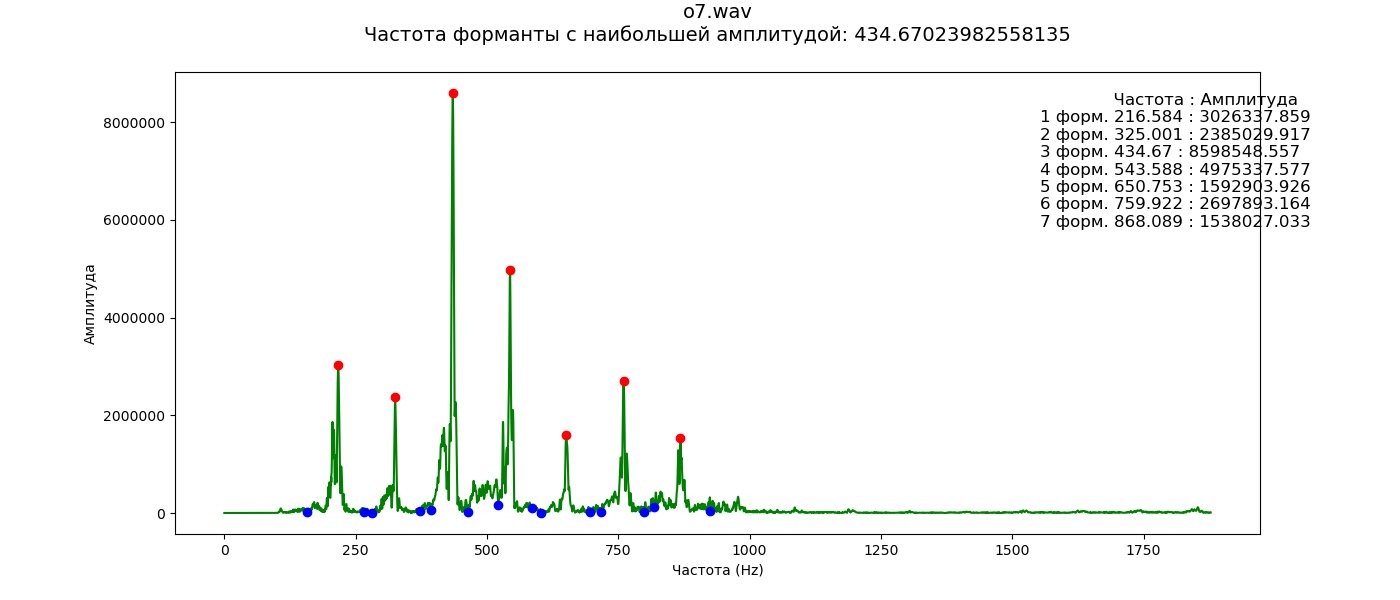 o7.wav
Частота форманты с наибольшей амплитудой: 434.67023982558135
Частота : Амплитуда
1 форм. 216.584 : 3026337.859
2 форм. 325.001 : 2385029.917
3 форм. 434.67 : 8598548.557
4 форм. 543.588 : 4975337.577
5 форм. 650.753 : 1592903.926
6 форм. 759.922 : 2697893.164
7 форм. 868.089 : 1538027.033
Амплитуда
8000000
6000000
4000000
2000000
0
0 250 500 750 1000 1250 1500 1750
Частота (Hz)